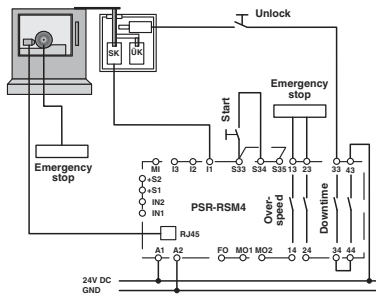 Unlock
SK
ÜK
Emergency
stop
Start
Emergency
stop
MI I3 I2 I1 S33 S34 S35 13 23 33 43
+S2
+S1
IN2
IN1
PSR-RSM4
Over-
speed
Downtime
RJ45
A1 A2 FO MO1 MO2 14 24 34 44
24V DC
GND